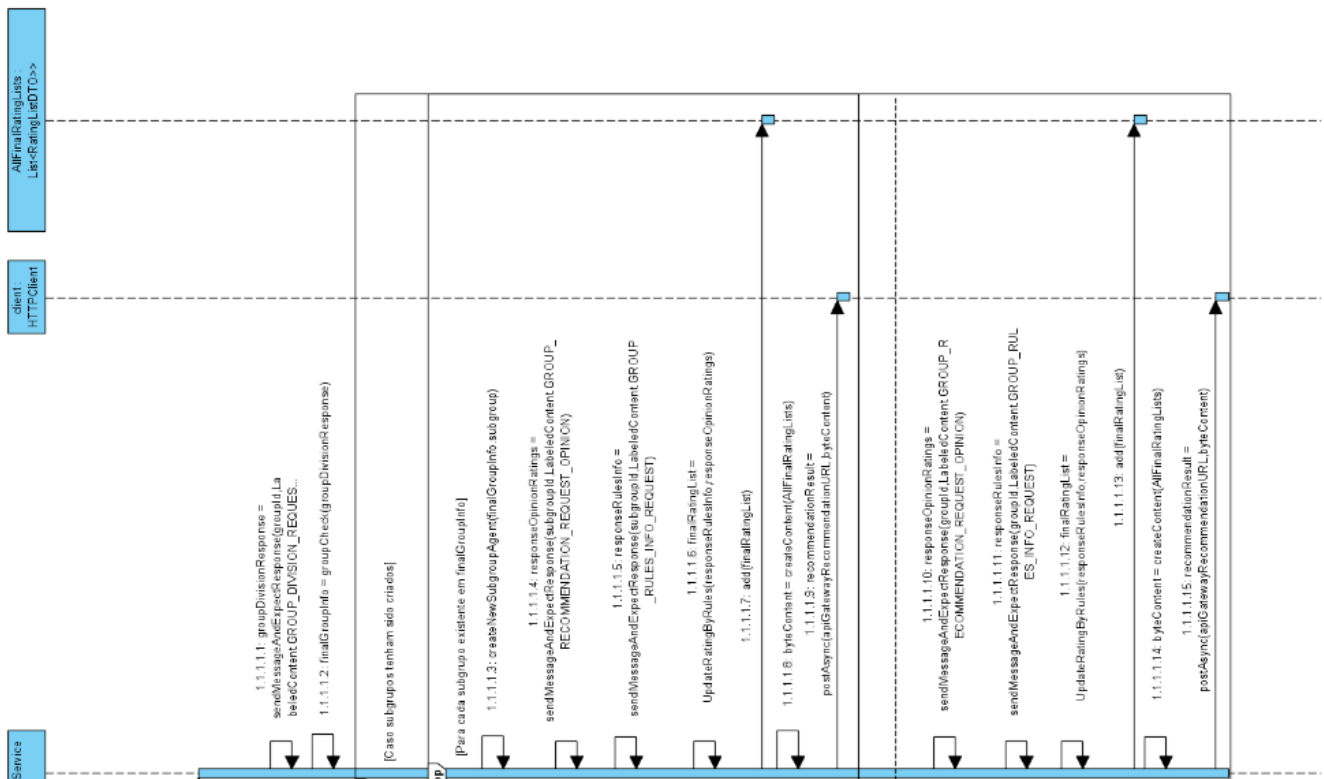 AllFinalRatingLists :
List<RatingListDTO>>
client :
HTTPClient
Service
1.1.1.1.1: groupDivisionResponse =
sendMessageAndExpectResponse(groupId,La
beledContent.GROUP_DIVISION_REQUES...
1.1.1.1.2: finalGroupInfo = groupCheck(groupDivisionResponse)
[Caso subgrupos tenham sido criados]
[Para cada subgrupo existente em finalGroupInfo]
1.1.1.1.3: createNewSubgroupAgent(finalGroupInfo.subgroup)
1.1.1.1.4: responseOpinionRatings =
sendMessageAndExpectResponse(subgroupId,LabeledContent.GROUP_
RECOMMENDATION_REQUEST_OPINION)
1.1.1.1.5: responseRulesInfo =
sendMessageAndExpectResponse(subgroupId,LabeledContent.GROUP
_RULES_INFO_REQUEST)
1.1.1.1.6: finalRatingList =
UpdateRatingByRules(responseRulesInfo,responseOpinionRatings)
1.1.1.1.7: add(finalRatingList)
1.1.1.1.8: byteContent = createContent(AllFinalRatingLists)
1.1.1.1.9: recommendationResult =
postAsync(apiGatewayRecommendationURL,byteContent)
1.1.1.1.10: responseOpinionRatings =
sendMessageAndExpectResponse(groupId,LabeledContent.GROUP_R
ECOMMENDATION_REQUEST_OPINION)
1.1.1.1.11: responseRulesInfo =
sendMessageAndExpectResponse(groupId,LabeledContent.GROUP_RUL
ES_INFO_REQUEST)
1.1.1.1.12: finalRatingList =
UpdateRatingByRules(responseRulesInfo,responseOpinionRatings)
1.1.1.1.13: add(finalRatingList)
1.1.1.1.14: byteContent = createContent(AllFinalRatingLists)
1.1.1.1.15: recommendationResult =
postAsync(apiGatewayRecommendationURL,byteContent)